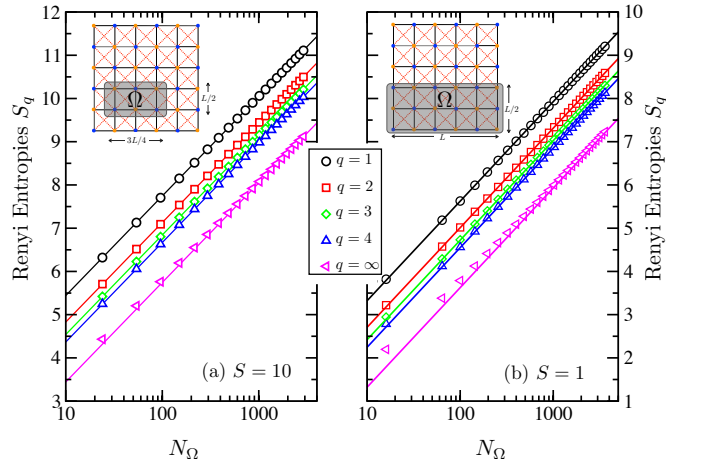 12
11
10
9
8
7
6
5
4
3
Renyi Entropies S_q
Ω
L/2
3L/4
(a) S = 10
10
100
1000
N_Ω
q = 1
q = 2
q = 3
q = 4
q = ∞
Ω
L/2
L
(b) S = 1
10
100
1000
N_Ω
10
9
8
7
6
5
4
3
2
1
Renyi Entropies S_q